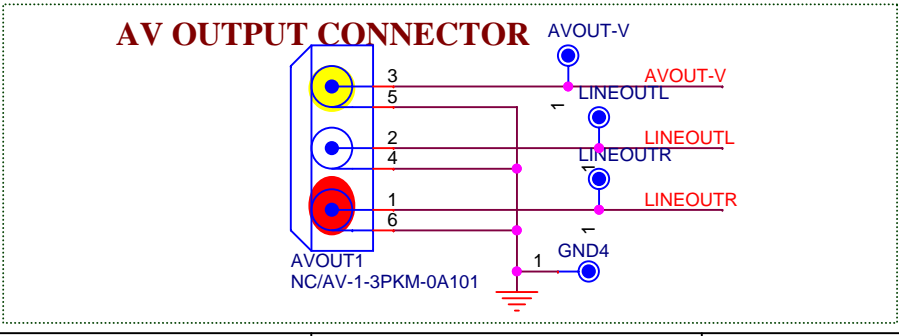 AV OUTPUT CONNECTOR
AVOUT-V
3
AVOUT-V
5
1
LINEOUTL
2
LINEOUTL
4
1
LINEOUTR
1
LINEOUTR
6
1
GND4
1
AVOUT1
NC/AV-1-3PKM-0A101